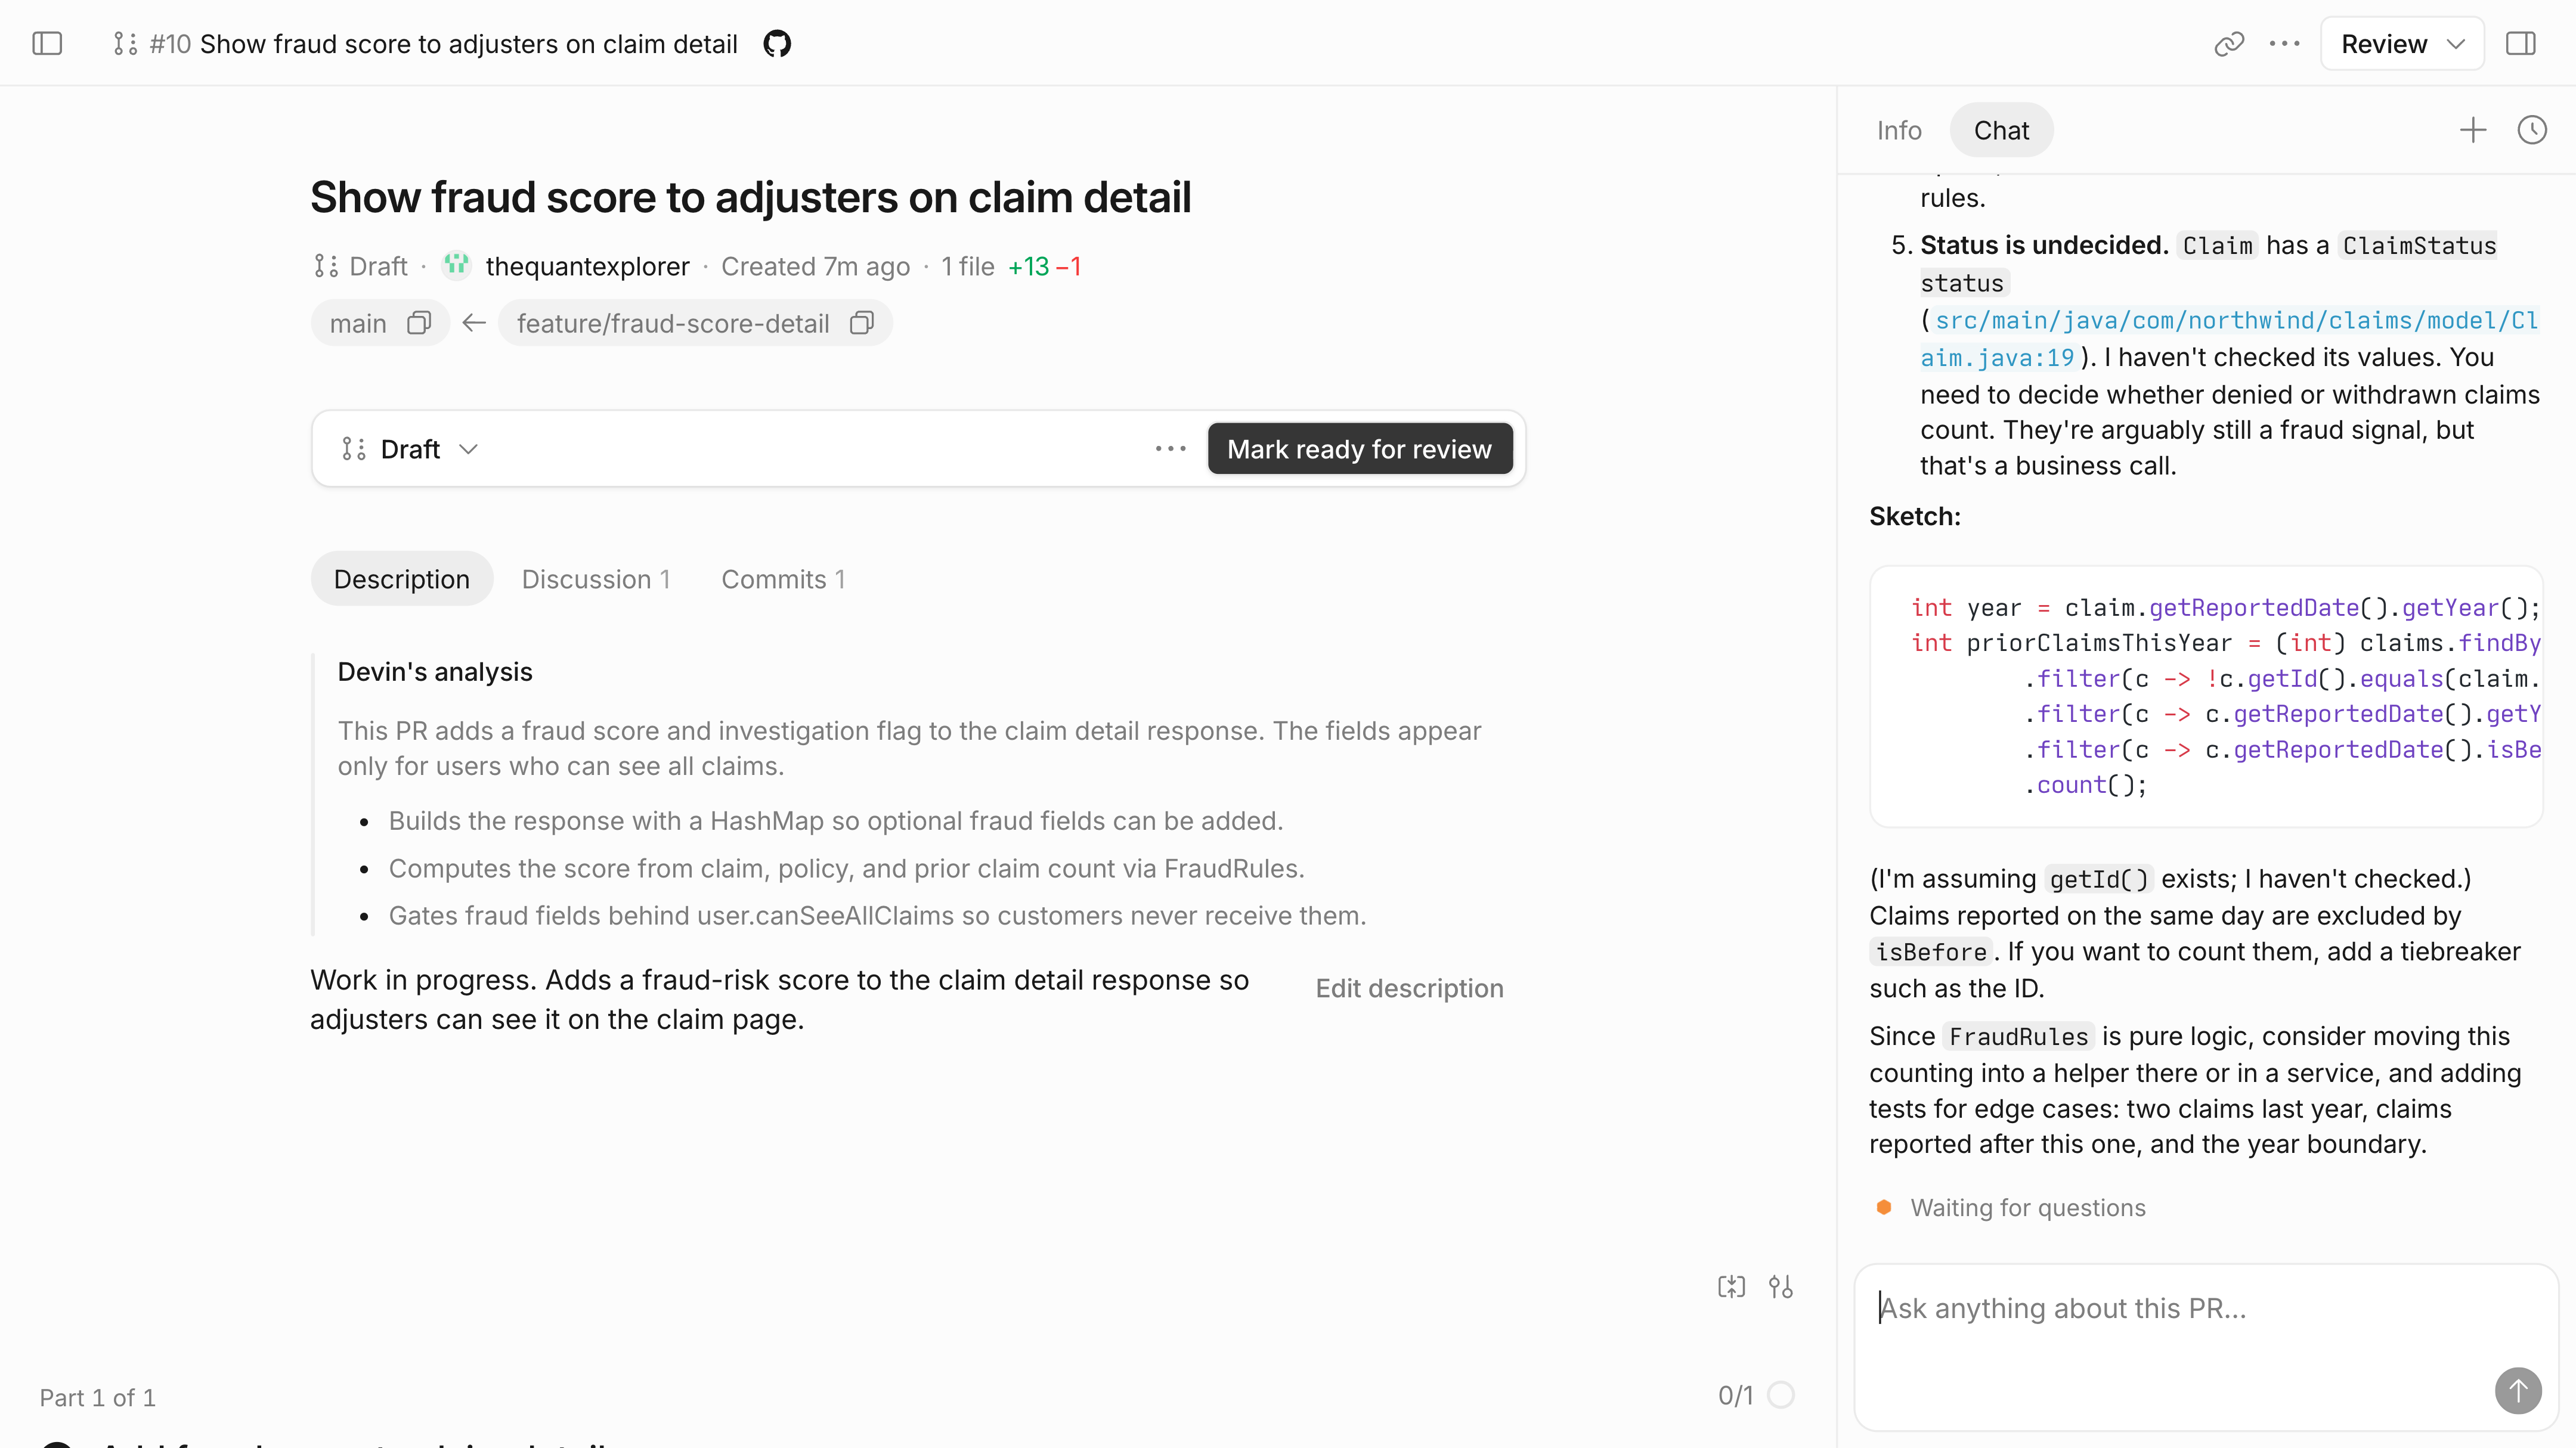 #10 Show fraud score to adjusters on claim detail
Review
Show fraud score to adjusters on claim detail
Draft · thequantexplorer · Created 7m ago · 1 file +13 −1
main ← feature/fraud-score-detail
Draft
Mark ready for review
Description
Discussion 1
Commits 1
Devin's analysis
This PR adds a fraud score and investigation flag to the claim detail response. The fields appear
only for users who can see all claims.
• Builds the response with a HashMap so optional fraud fields can be added.
• Computes the score from claim, policy, and prior claim count via FraudRules.
• Gates fraud fields behind user.canSeeAllClaims so customers never receive them.
Work in progress. Adds a fraud-risk score to the claim detail response so
adjusters can see it on the claim page.
Edit description
Part 1 of 1
0/1
Info
Chat
rules.
5. Status is undecided. Claim has a ClaimStatus
status
(src/main/java/com/northwind/claims/model/Cl
aim.java:19). I haven't checked its values. You
need to decide whether denied or withdrawn claims
count. They're arguably still a fraud signal, but
that's a business call.
Sketch:
int year = claim.getReportedDate().getYear();
int priorClaimsThisYear = (int) claims.findBy
.filter(c -> !c.getId().equals(claim.
.filter(c -> c.getReportedDate().getY
.filter(c -> c.getReportedDate().isBe
.count();
(I'm assuming getId() exists; I haven't checked.)
Claims reported on the same day are excluded by
isBefore. If you want to count them, add a tiebreaker
such as the ID.
Since FraudRules is pure logic, consider moving this
counting into a helper there or in a service, and adding
tests for edge cases: two claims last year, claims
reported after this one, and the year boundary.
Waiting for questions
Ask anything about this PR...